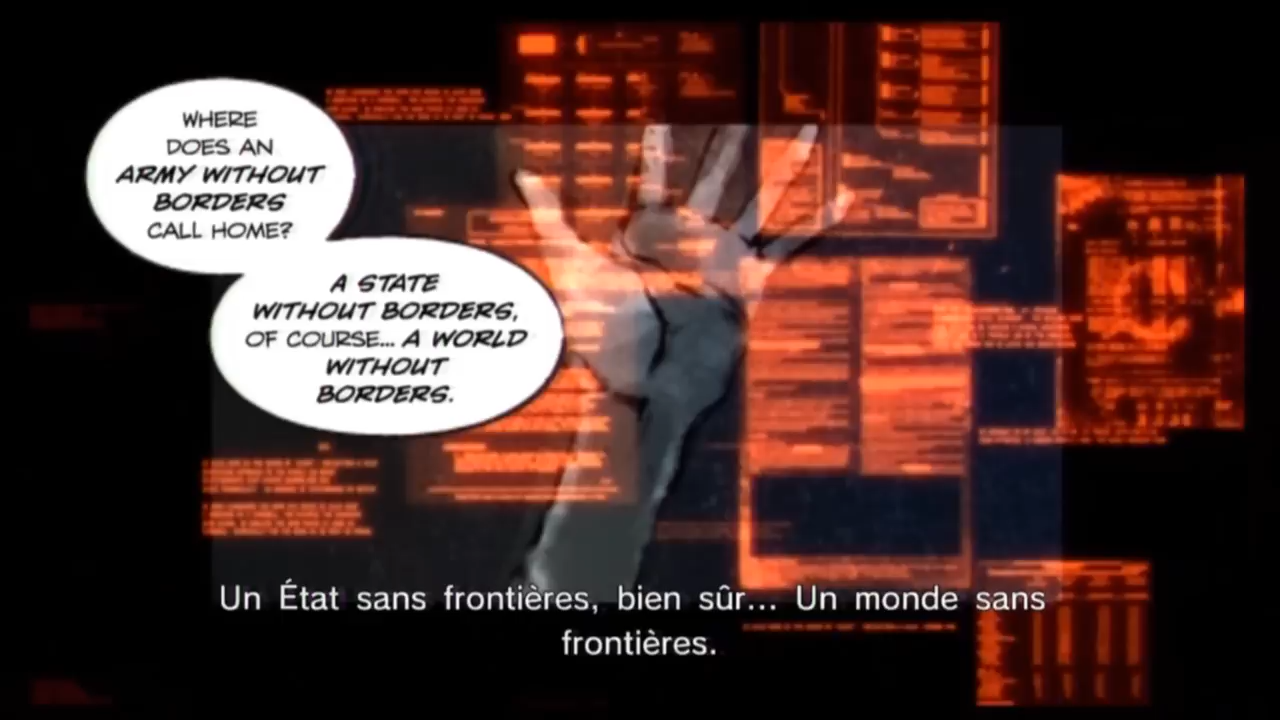 WHERE
DOES AN
ARMY WITHOUT
BORDERS
CALL HOME?
A STATE
WITHOUT BORDERS,
OF COURSE... A WORLD
WITHOUT
BORDERS.
Un État sans frontières, bien sûr... Un monde sans
frontières.